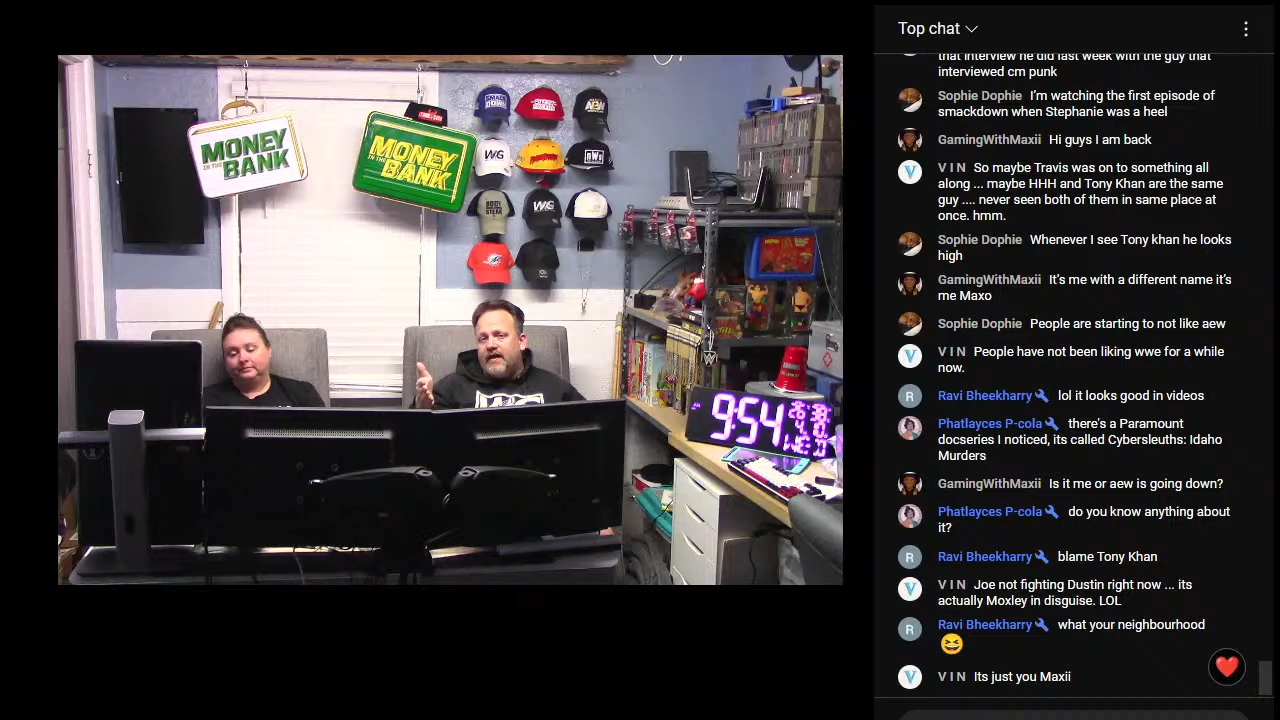 MONEY
IN THE
BANK
MONEY
IN THE
BANK
AEW
W4G
nWo
9:54
Top chat
that interview he did last week with the guy that
interviewed cm punk
Sophie Dophie I'm watching the first episode of
smackdown when Stephanie was a heel
GamingWithMaxii Hi guys I am back
V I N So maybe Travis was on to something all
along ... maybe HHH and Tony Khan are the same
guy .... never seen both of them in same place at
once. hmm.
Sophie Dophie Whenever I see Tony khan he looks
high
GamingWithMaxii It's me with a different name it's
me Maxo
Sophie Dophie People are starting to not like.aew
V I N People have not been liking wwe for a while
now.
Ravi Bheekharry lol it looks good in videos
Phatlayces P-cola there's a Paramount
docseries I noticed, its called Cybersleuths: Idaho
Murders
GamingWithMaxii Is it me or aew is going down?
Phatlayces P-cola do you know anything about
it?
Ravi Bheekharry blame Tony Khan
V I N Joe not fighting Dustin right now ... its
actually Moxley in disguise. LOL
Ravi Bheekharry what your neighbourhood
V I N Its just you Maxii